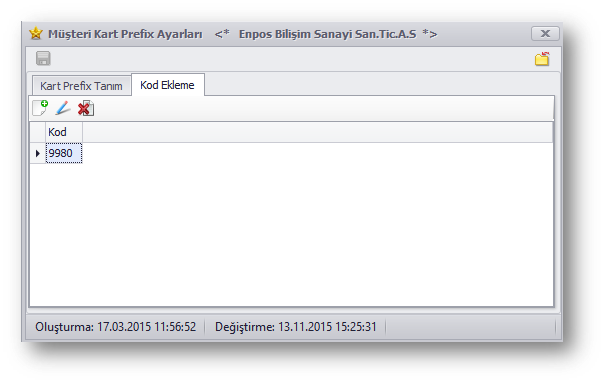 Müşteri Kart Prefix Ayarları <* Enpos Bilişim Sanayi San.Tic.A.S *>
Kart Prefix Tanım Kod Ekleme
Kod
9980
Oluşturma: 17.03.2015 11:56:52 Değiştirme: 13.11.2015 15:25:31